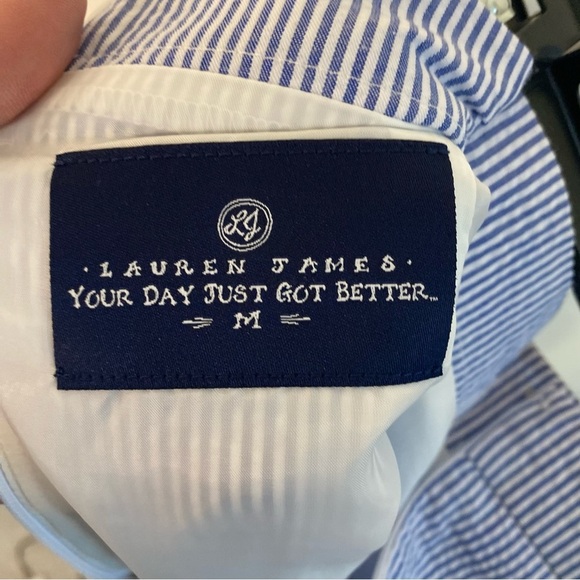 LJ
· LAUREN JAMES ·
YOUR DAY JUST GOT BETTER...
M